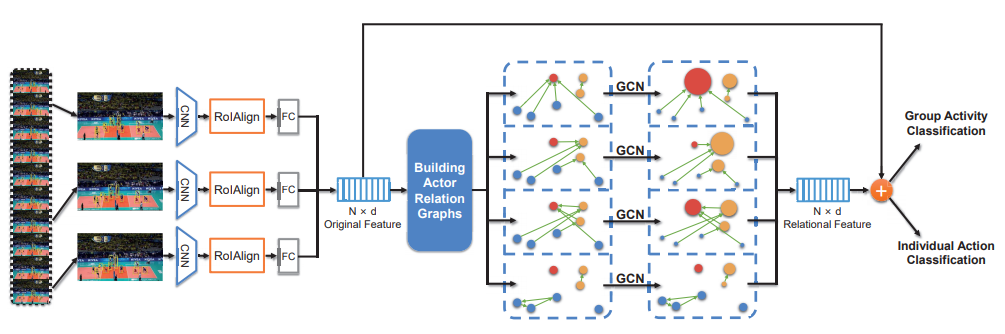 CNN
RoIAlign
FC
CNN
RoIAlign
FC
CNN
RoIAlign
FC
N × d
Original Feature
Building
Actor
Relation
Graphs
GCN
GCN
GCN
GCN
N × d
Relational Feature
+
Group Activity
Classification
Individual Action
Classification